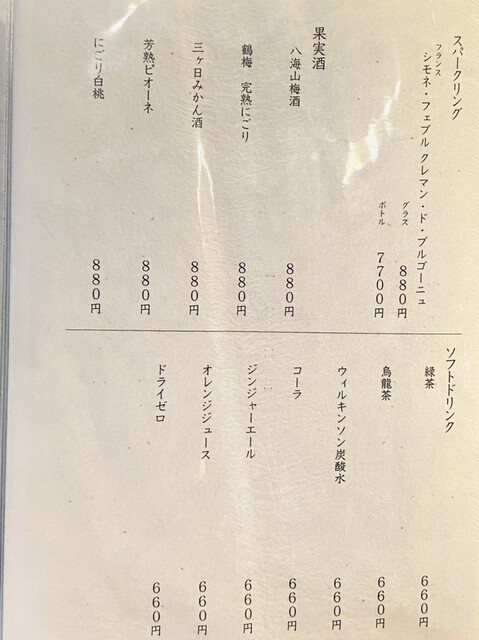 スパークリング
フランス
シモネ・フェブル クレマン・ド・ブルゴーニュ
グラス 880円
ボトル 7700円
果実酒
八海山梅酒 880円
鶴梅 完熟にごり 880円
三ヶ日みかん酒 880円
芳熟ピオーネ 880円
にごり白桃 880円
ソフトドリンク
緑茶 660円
烏龍茶 660円
ウィルキンソン炭酸水 660円
コーラ 660円
ジンジャーエール 660円
オレンジジュース 660円
ドライゼロ 660円